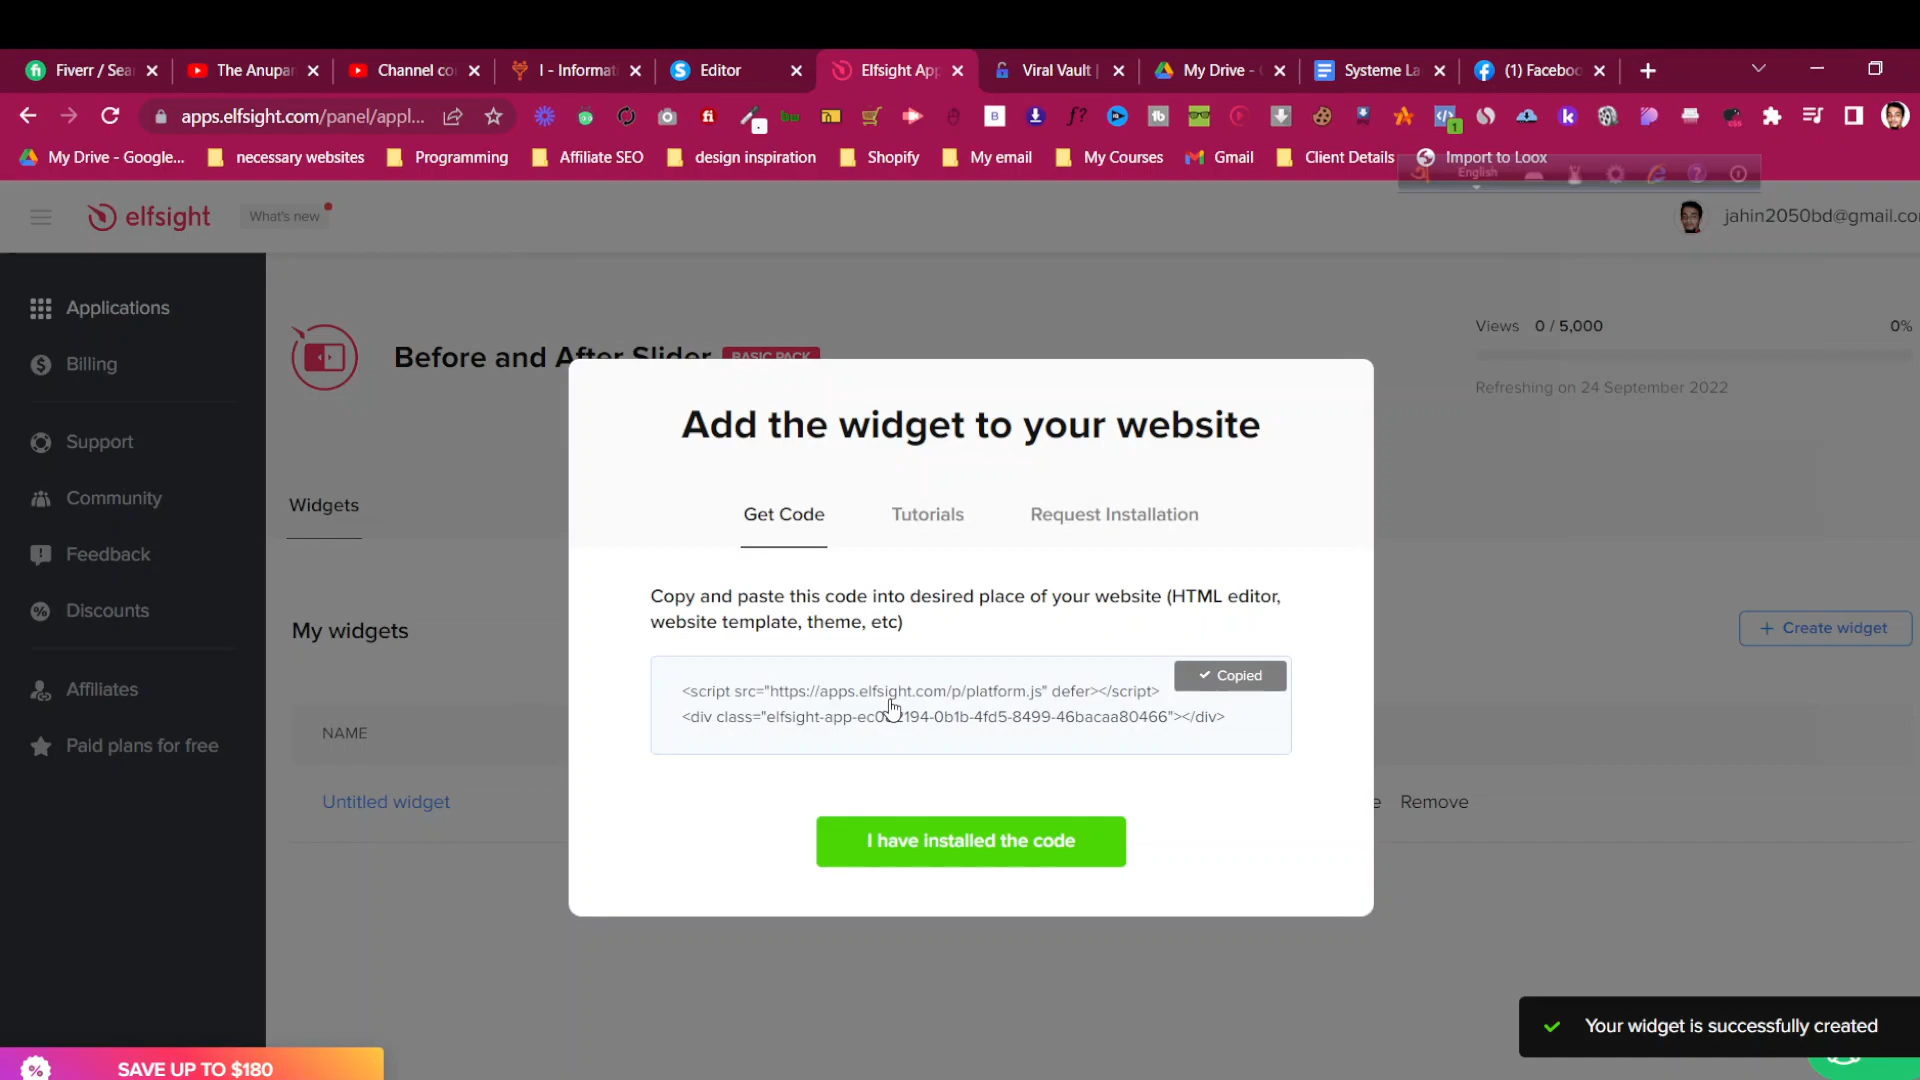 Fiverr / Sea
The Anupar
Channel co
I - Informat
Editor
Elfsight App
Viral Vault |
My Drive -
Systeme La
(1) Faceboo
apps.elfsight.com/panel/appl...
My Drive - Google...
necessary websites
Programming
Affiliate SEO
design inspiration
Shopify
My email
My Courses
Gmail
Client Details
Import to Loox
English
elfsight
What's new
jahin2050bd@gmail.co
Applications
Billing
Support
Community
Feedback
Discounts
Affiliates
Paid plans for free
Before and After Slider
BASIC PACK
Views 0 / 5,000 0%
Refreshing on 24 September 2022
Widgets
My widgets
+ Create widget
NAME
Untitled widget
Remove
Add the widget to your website
Get Code
Tutorials
Request Installation
Copy and paste this code into desired place of your website (HTML editor,
website template, theme, etc)
Copied
<script src="https://apps.elfsight.com/p/platform.js" defer></script>
2194-0b1b-4fd5-8499-46bacaa80466"></div>
I have installed the code
Your widget is successfully created
SAVE UP TO $180